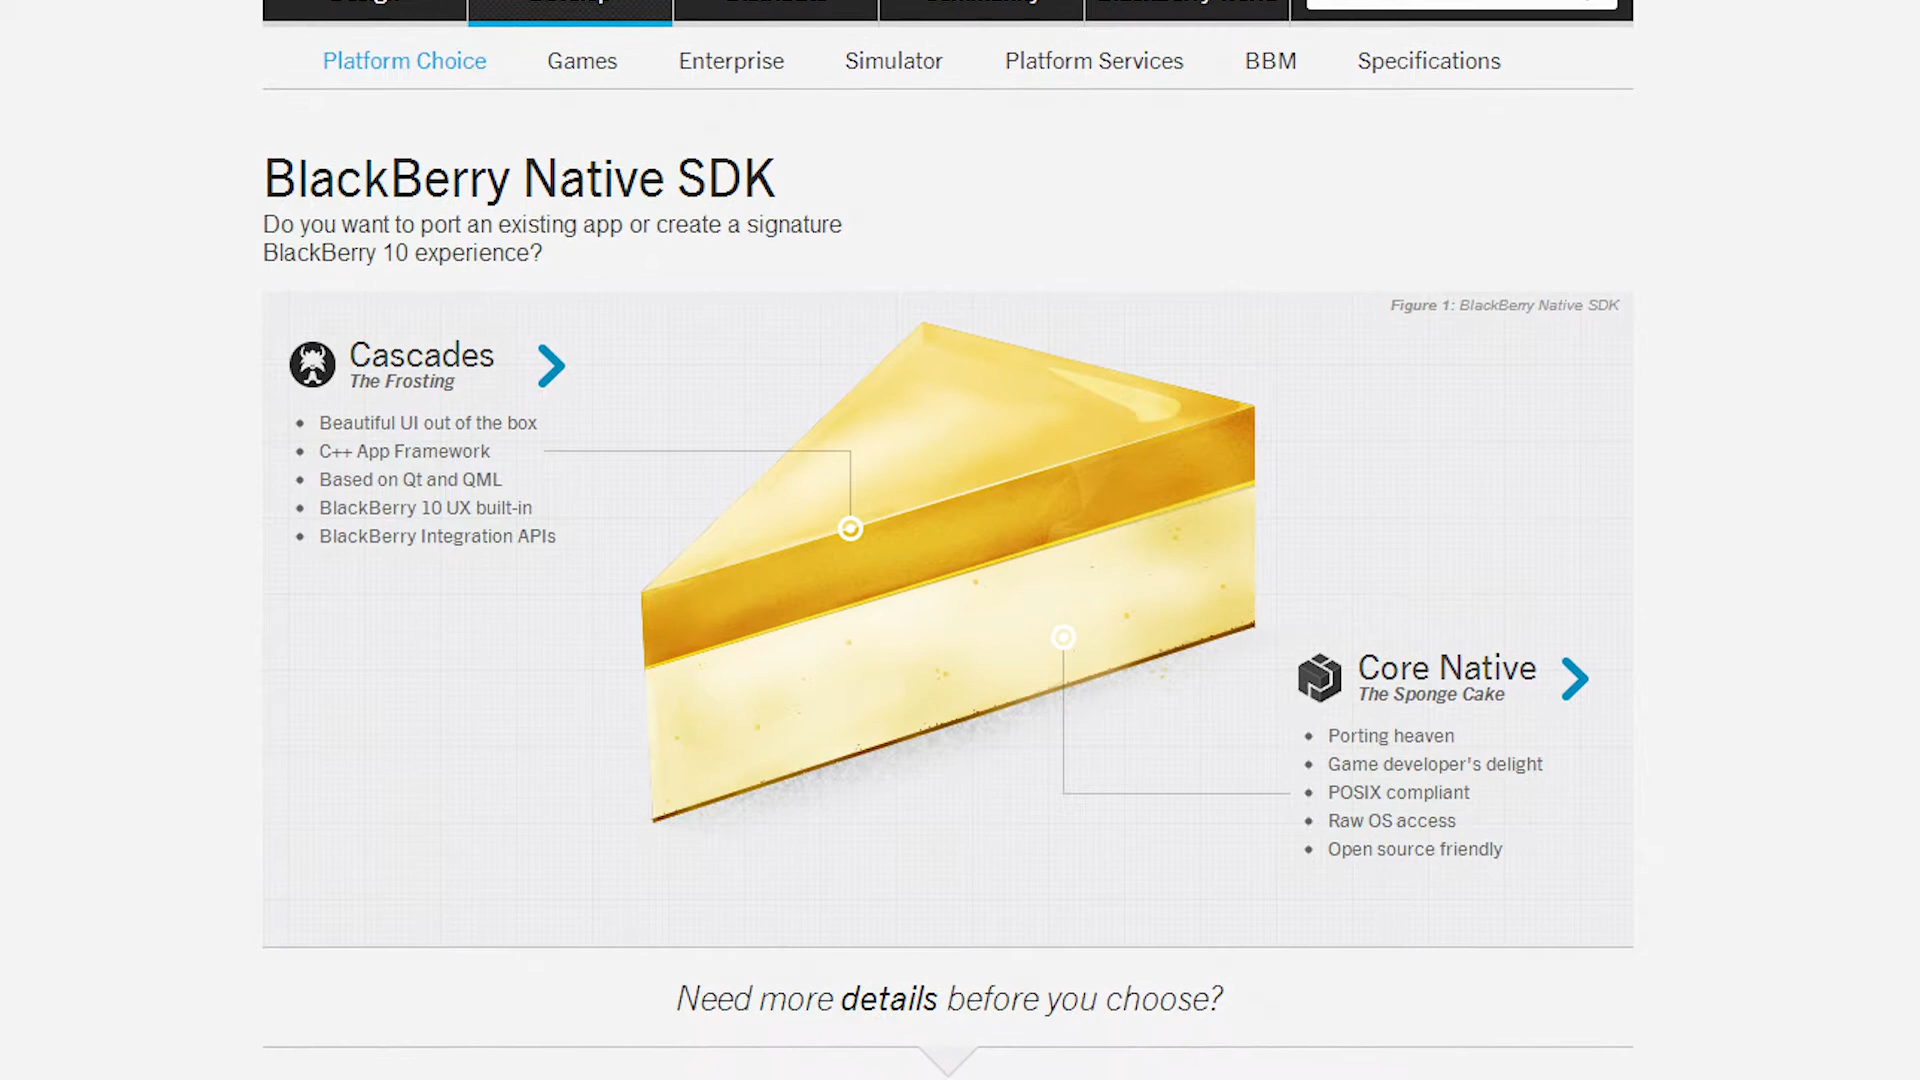 Platform Choice Games Enterprise Simulator Platform Services BBM Specifications
BlackBerry Native SDK
Do you want to port an existing app or create a signature
BlackBerry 10 experience?
Figure 1: BlackBerry Native SDK
Cascades
The Frosting
Beautiful UI out of the box
C++ App Framework
Based on Qt and QML
BlackBerry 10 UX built-in
BlackBerry Integration APIs
Core Native
The Sponge Cake
Porting heaven
Game developer's delight
POSIX compliant
Raw OS access
Open source friendly
Need more details before you choose?